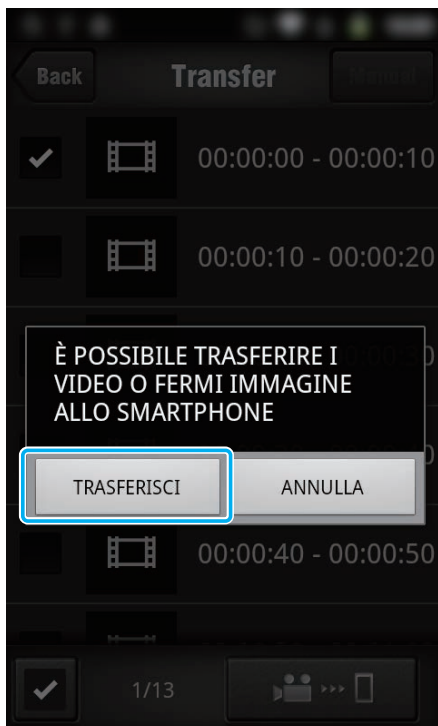 Back
Transfer
Manual
00:00:00 - 00:00:10
00:00:10 - 00:00:20
È POSSIBILE TRASFERIRE I
VIDEO O FERMI IMMAGINE
ALLO SMARTPHONE
TRASFERISCI
ANNULLA
00:00:40 - 00:00:50
1/13